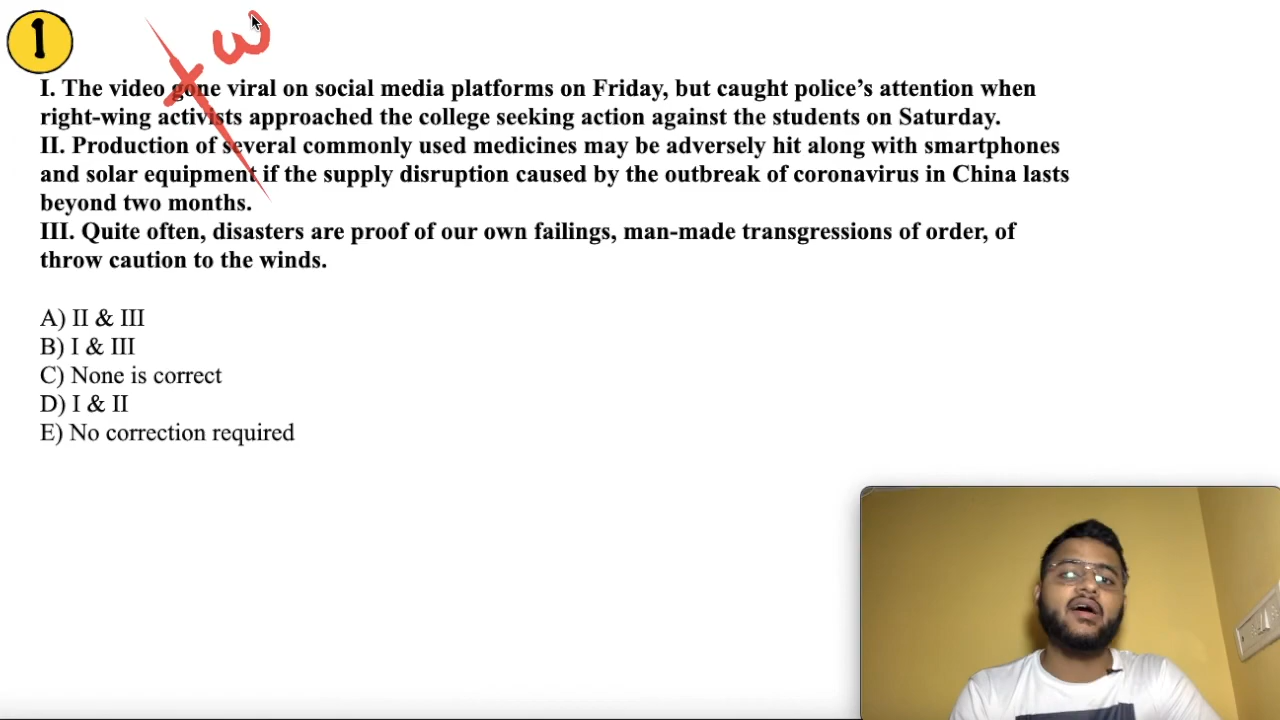 1
w
I. The video gone viral on social media platforms on Friday, but caught police’s attention when
right-wing activists approached the college seeking action against the students on Saturday.
II. Production of several commonly used medicines may be adversely hit along with smartphones
and solar equipment if the supply disruption caused by the outbreak of coronavirus in China lasts
beyond two months.
III. Quite often, disasters are proof of our own failings, man-made transgressions of order, of
throw caution to the winds.
A) II & III
B) I & III
C) None is correct
D) I & II
E) No correction required